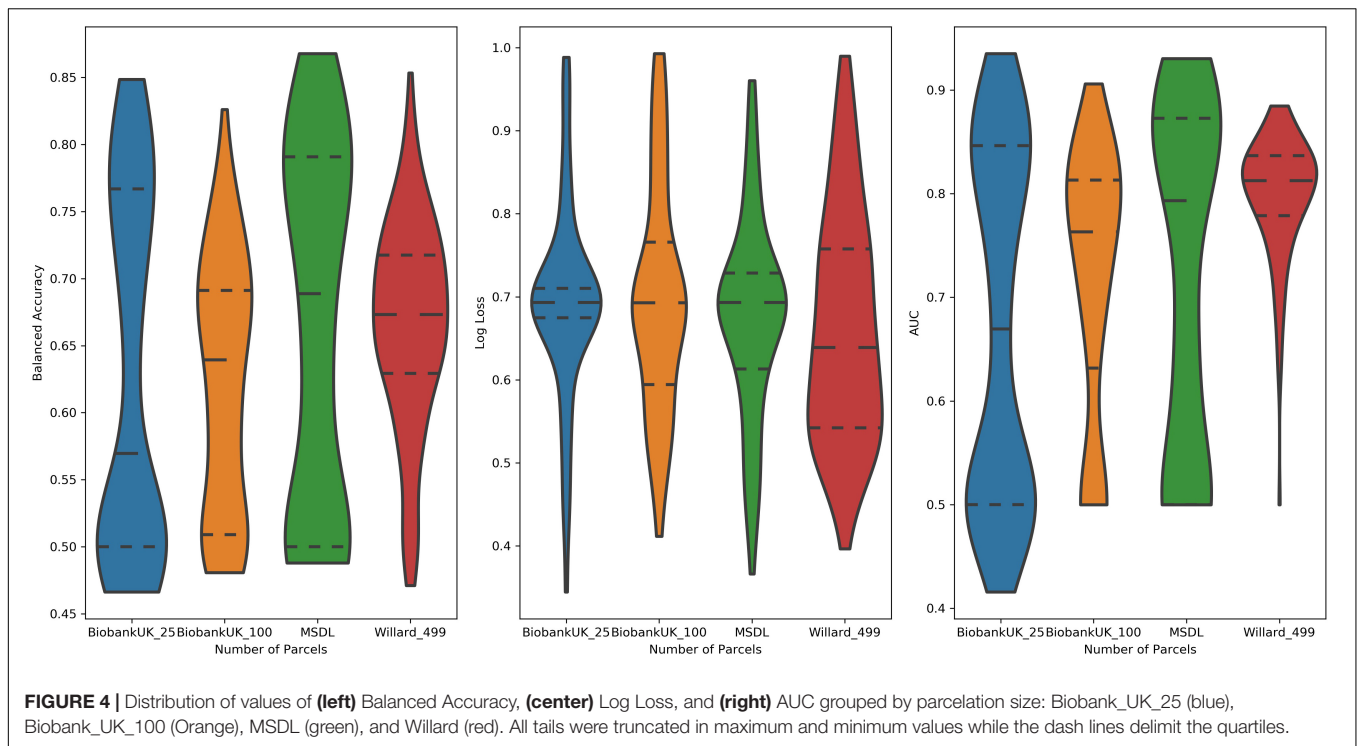 0.85
0.80
0.75
0.70
0.65
0.60
0.55
0.50
0.45
Balanced Accuracy
BiobankUK_25 BiobankUK_100 MSDL Willard_499
Number of Parcels
1.0
0.9
0.8
0.7
0.6
0.5
0.4
Log Loss
BiobankUK_25 BiobankUK_100 MSDL Willard_499
Number of Parcels
0.9
0.8
0.7
0.6
0.5
0.4
AUC
BiobankUK_25 BiobankUK_100 MSDL Willard_499
Number of Parcels
FIGURE 4 | Distribution of values of (left) Balanced Accuracy, (center) Log Loss, and (right) AUC grouped by parcelation size: Biobank_UK_25 (blue),
Biobank_UK_100 (Orange), MSDL (green), and Willard (red). All tails were truncated in maximum and minimum values while the dash lines delimit the quartiles.